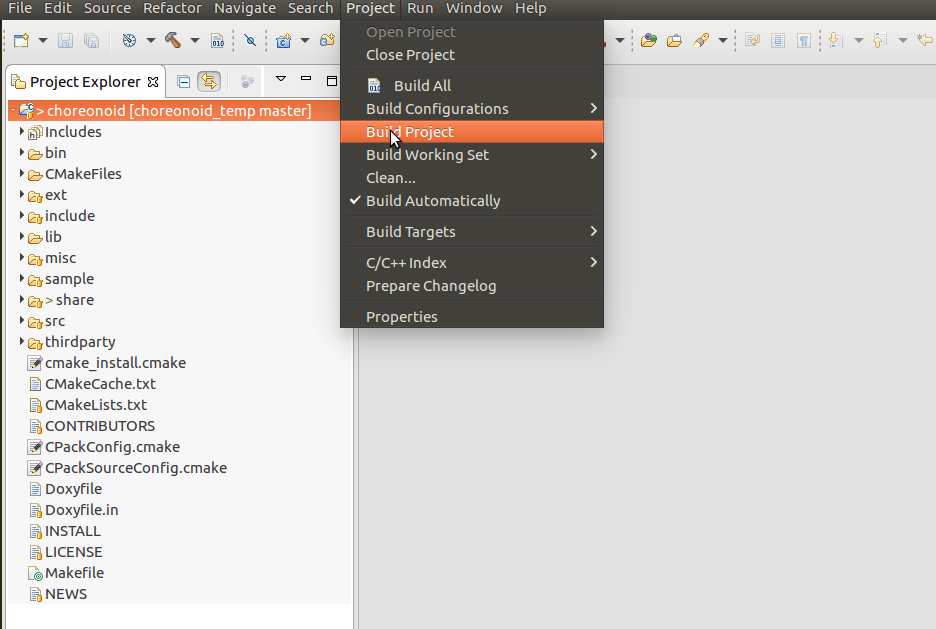 File Edit Source Refactor Navigate Search Project Run Window Help
Project Explorer
> choreonoid [choreonoid_temp master]
Includes
bin
CMakeFiles
ext
include
lib
misc
sample
> share
src
thirdparty
cmake_install.cmake
CMakeCache.txt
CMakeLists.txt
CONTRIBUTORS
CPackConfig.cmake
CPackSourceConfig.cmake
Doxyfile
Doxyfile.in
INSTALL
LICENSE
Makefile
NEWS
Open Project
Close Project
010 Build All
Build Configurations
Build Project
Build Working Set
Clean...
Build Automatically
Build Targets
C/C++ Index
Prepare Changelog
Properties
010